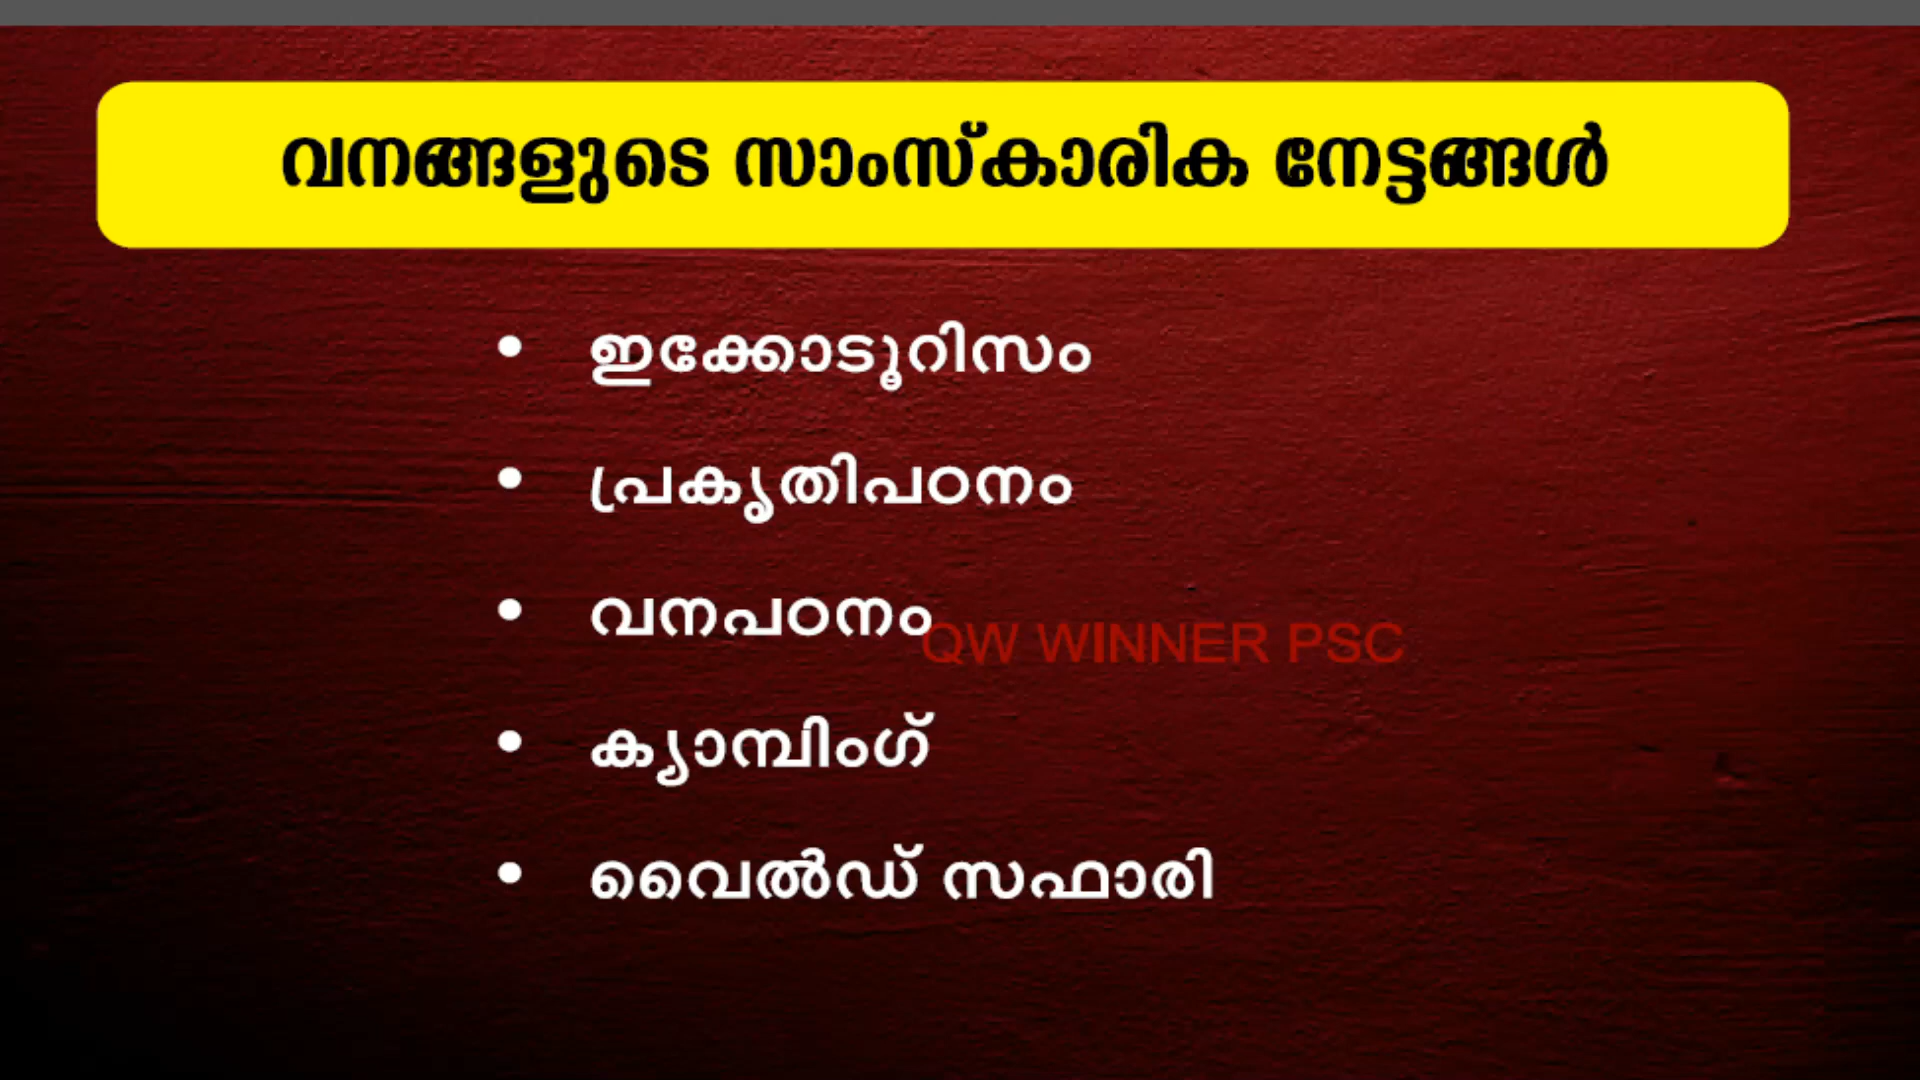 വനങ്ങളുടെ സാംസ്കാരിക നേട്ടങ്ങൾ
• ഇക്കോടൂറിസം
• പ്രകൃതിപഠനം
• വനപഠനം
QW WINNER PSC
• ക്യാമ്പിംഗ്
• വൈൽഡ് സഫാരി